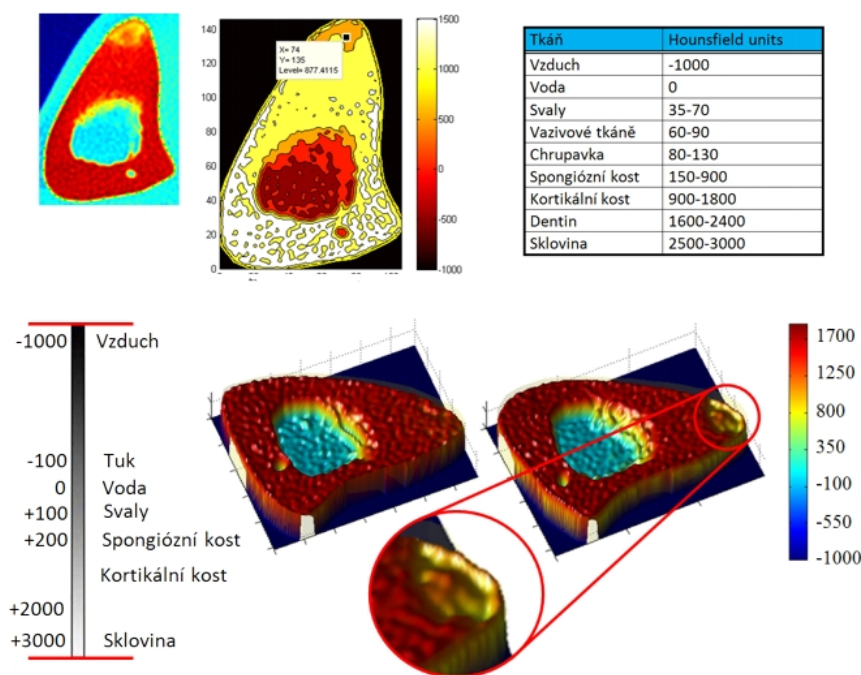 140
120
100
80
60
40
20
0
X= 74
Y= 135
Level= 877.4115
1500
1000
500
0
-500
-1000
Tkáň Hounsfield units
Vzduch -1000
Voda 0
Svaly 35-70
Vazivové tkáně 60-90
Chrupavka 80-130
Spongiózní kost 150-900
Kortikální kost 900-1800
Dentin 1600-2400
Sklovina 2500-3000
-1000 Vzduch
-100 Tuk
0 Voda
+100 Svaly
+200 Spongiózní kost
Kortikální kost
+2000
+3000 Sklovina
1700
1250
800
350
-100
-550
-1000